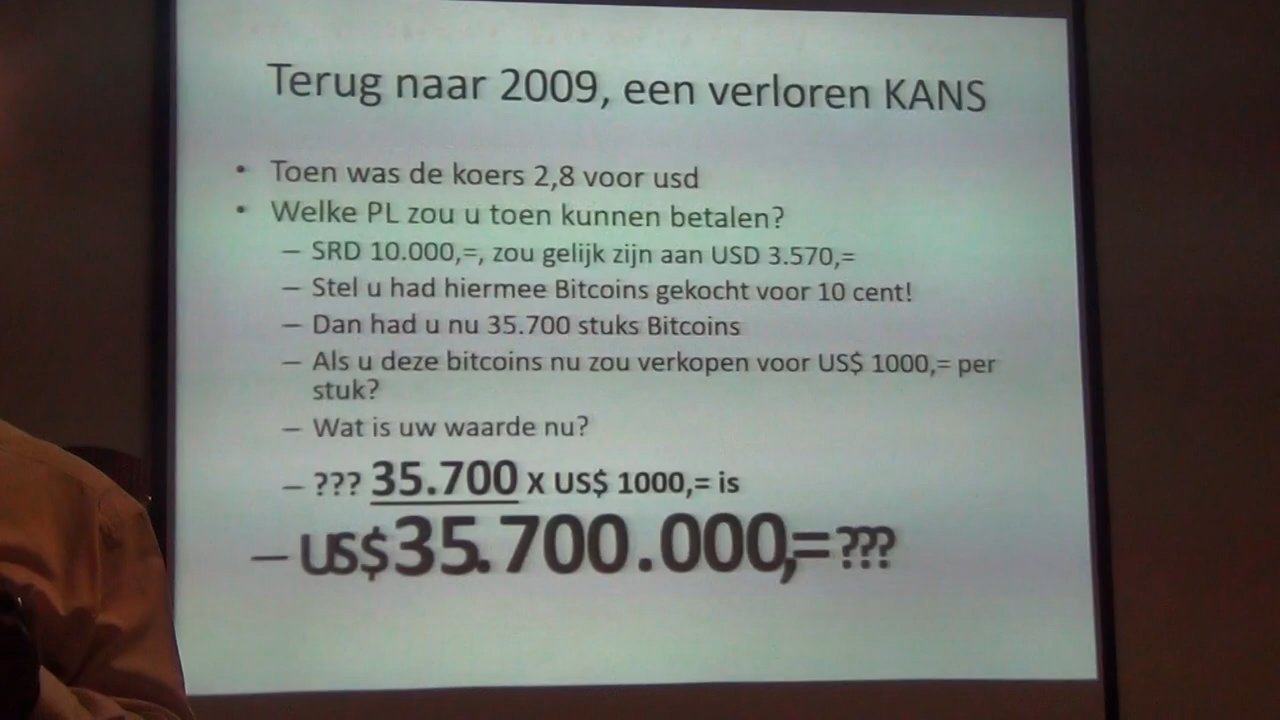 Terug naar 2009, een verloren KANS
• Toen was de koers 2,8 voor usd
• Welke PL zou u toen kunnen betalen?
– SRD 10.000,=, zou gelijk zijn aan USD 3.570,=
– Stel u had hiermee Bitcoins gekocht voor 10 cent!
– Dan had u nu 35.700 stuks Bitcoins
– Als u deze bitcoins nu zou verkopen voor US$ 1000,= per
stuk?
– Wat is uw waarde nu?
– ??? 35.700 X US$ 1000,= is
– US$35.700.000,=???